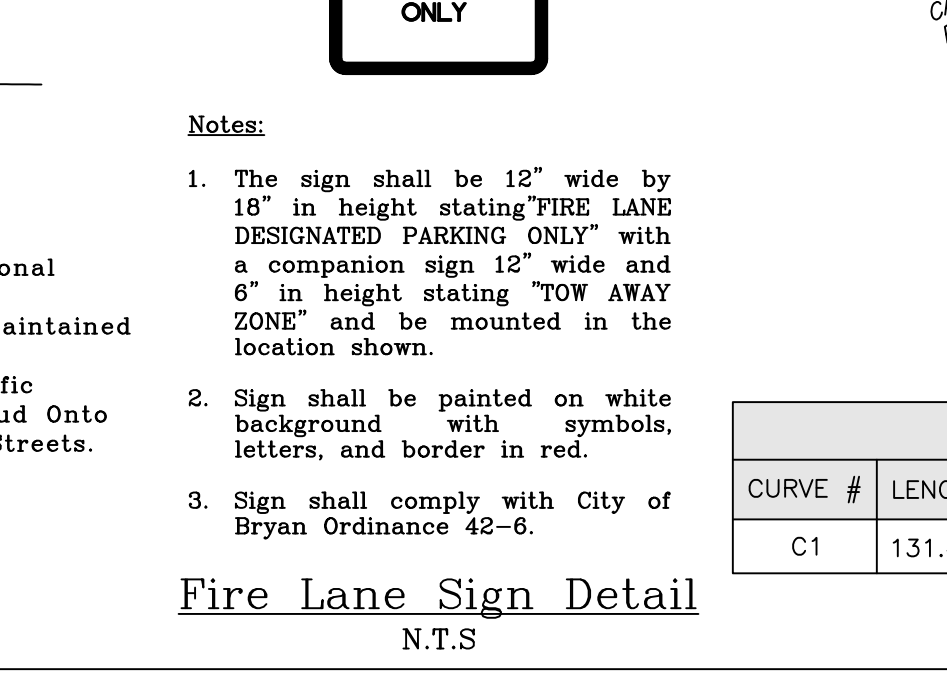 ONLY
Notes:
1. The sign shall be 12" wide by
18" in height stating"FIRE LANE
DESIGNATED PARKING ONLY" with
a companion sign 12" wide and
6" in height stating "TOW AWAY
ZONE" and be mounted in the
location shown.
2. Sign shall be painted on white
background with symbols,
letters, and border in red.
3. Sign shall comply with City of
Bryan Ordinance 42-6.
Fire Lane Sign Detail
N.T.S
onal
aintained
fic
ud Onto
Streets.
CURVE # LENG
C1 131.